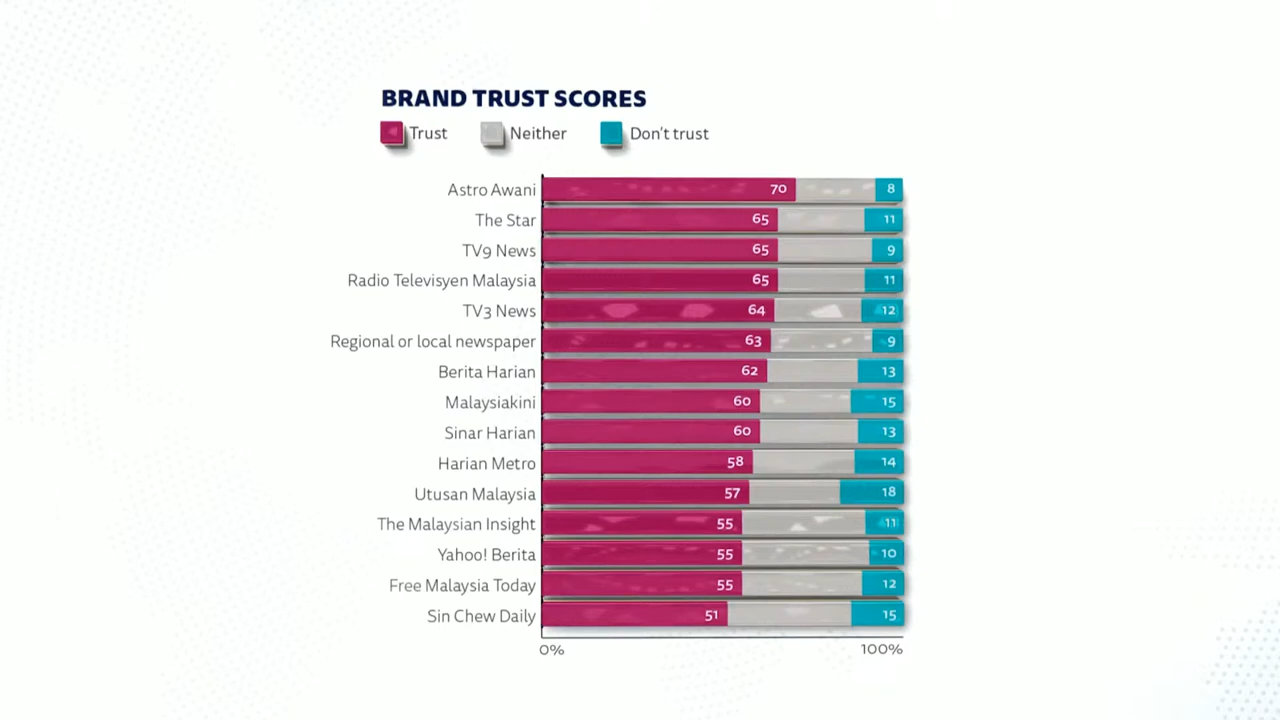 BRAND TRUST SCORES
Trust Neither Don't trust
Astro Awani 70 8
The Star 65 11
TV9 News 65 9
Radio Televisyen Malaysia 65 11
TV3 News 64 12
Regional or local newspaper 63 9
Berita Harian 62 13
Malaysiakini 60 15
Sinar Harian 60 13
Harian Metro 58 14
Utusan Malaysia 57 18
The Malaysian Insight 55 11
Yahoo! Berita 55 10
Free Malaysia Today 55 12
Sin Chew Daily 51 15
0% 100%